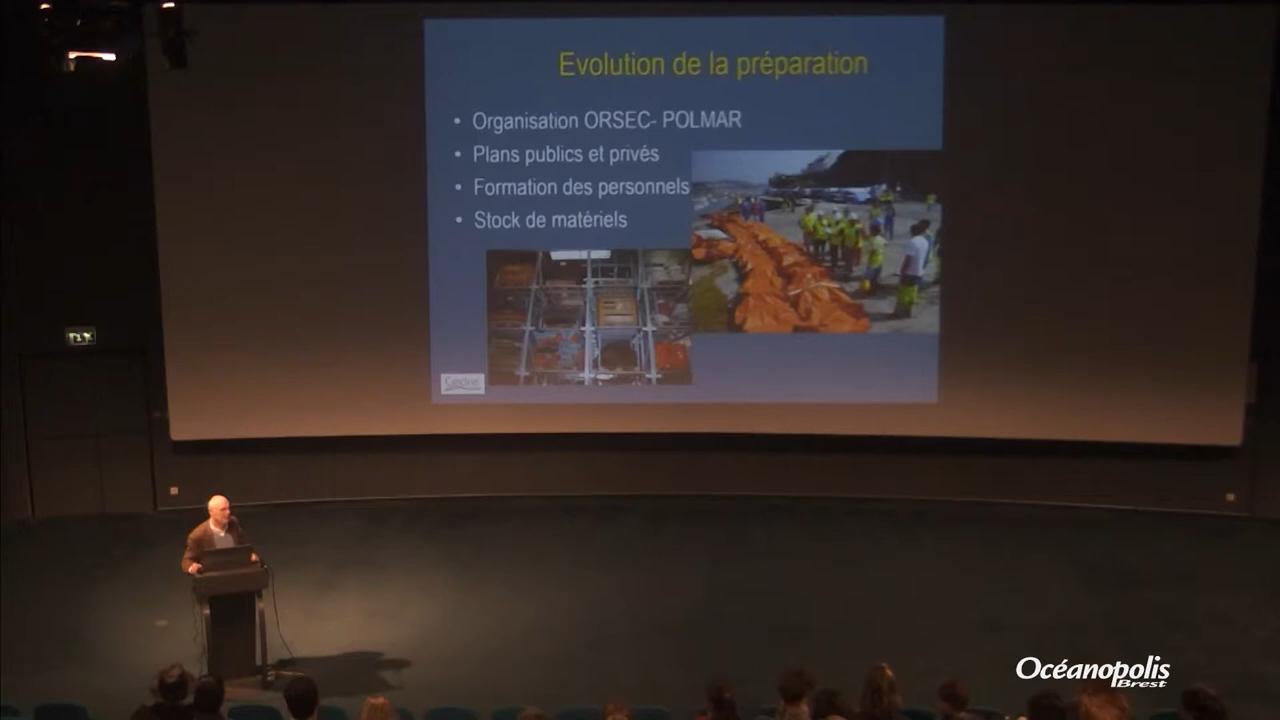 Evolution de la préparation
• Organisation ORSEC- POLMAR
• Plans publics et privés
• Formation des personnels
• Stock de matériels
Cedre
Océanopolis
Brest